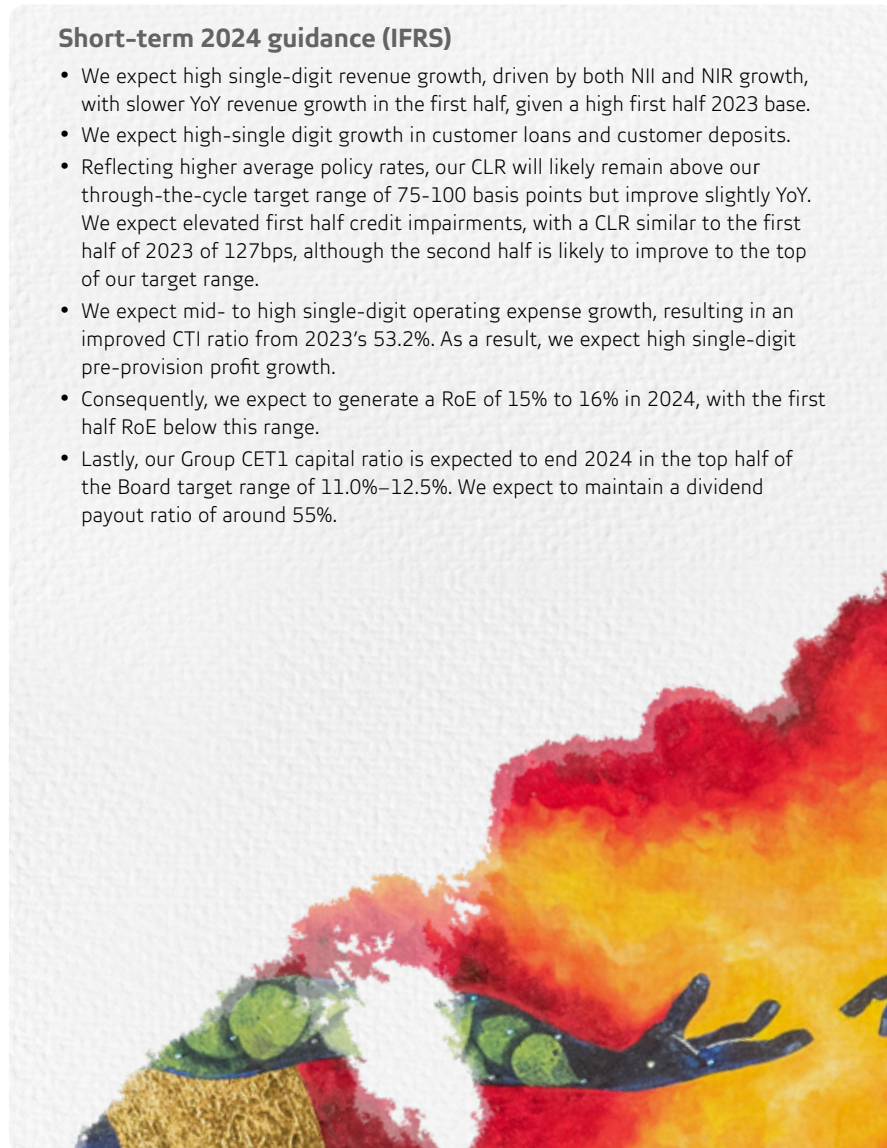 Short-term 2024 guidance (IFRS)
• We expect high single-digit revenue growth, driven by both NII and NIR growth,
with slower YoY revenue growth in the first half, given a high first half 2023 base.
• We expect high-single digit growth in customer loans and customer deposits.
• Reflecting higher average policy rates, our CLR will likely remain above our
through-the-cycle target range of 75-100 basis points but improve slightly YoY.
We expect elevated first half credit impairments, with a CLR similar to the first
half of 2023 of 127bps, although the second half is likely to improve to the top
of our target range.
• We expect mid- to high single-digit operating expense growth, resulting in an
improved CTI ratio from 2023’s 53.2%. As a result, we expect high single-digit
pre-provision profit growth.
• Consequently, we expect to generate a RoE of 15% to 16% in 2024, with the first
half RoE below this range.
• Lastly, our Group CET1 capital ratio is expected to end 2024 in the top half of
the Board target range of 11.0%–12.5%. We expect to maintain a dividend
payout ratio of around 55%.